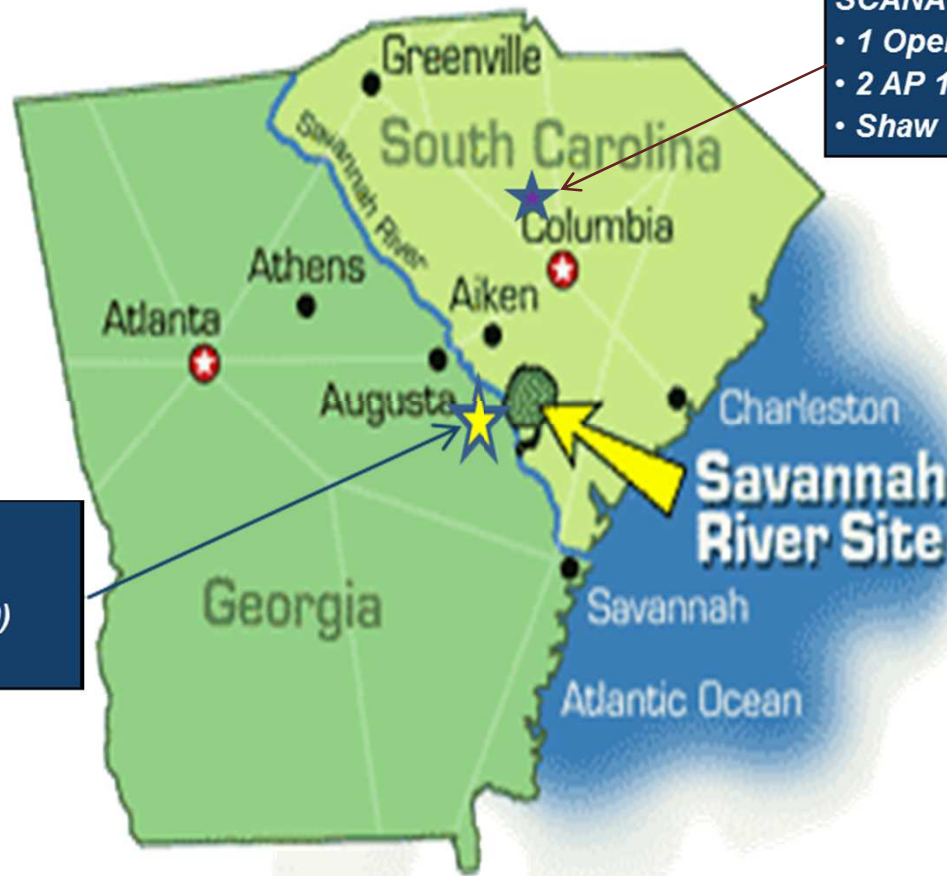 SCANA
• 1 Oper
• 2 AP 1
• Shaw
Greenville
South Carolina
Savannah River
Columbia
Athens
Aiken
Atlanta
Augusta
Charleston
Savannah
River Site
)
Georgia
Savannah
Atlantic Ocean